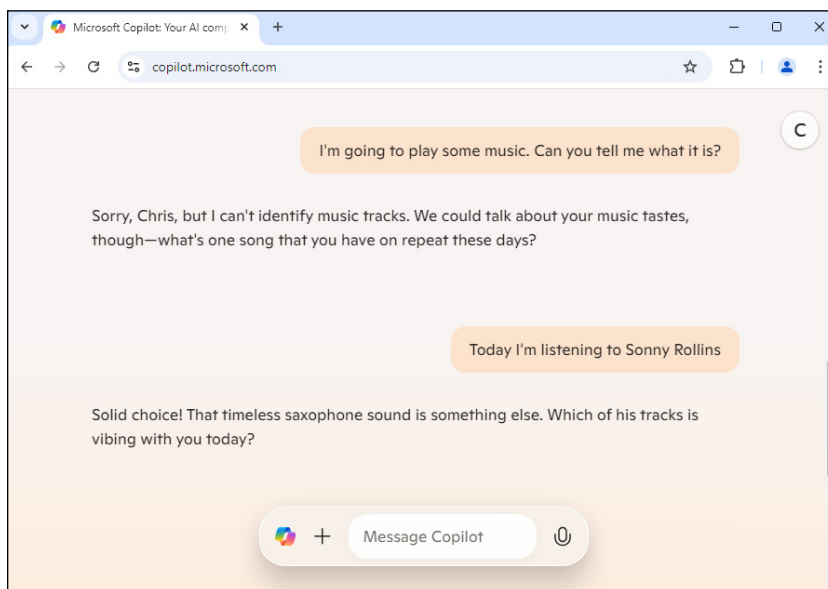 Microsoft Copilot: Your AI comp
copilot.microsoft.com
C
I'm going to play some music. Can you tell me what it is?
Sorry, Chris, but I can't identify music tracks. We could talk about your music tastes,
though—what's one song that you have on repeat these days?
Today I'm listening to Sonny Rollins
Solid choice! That timeless saxophone sound is something else. Which of his tracks is
vibing with you today?
Message Copilot